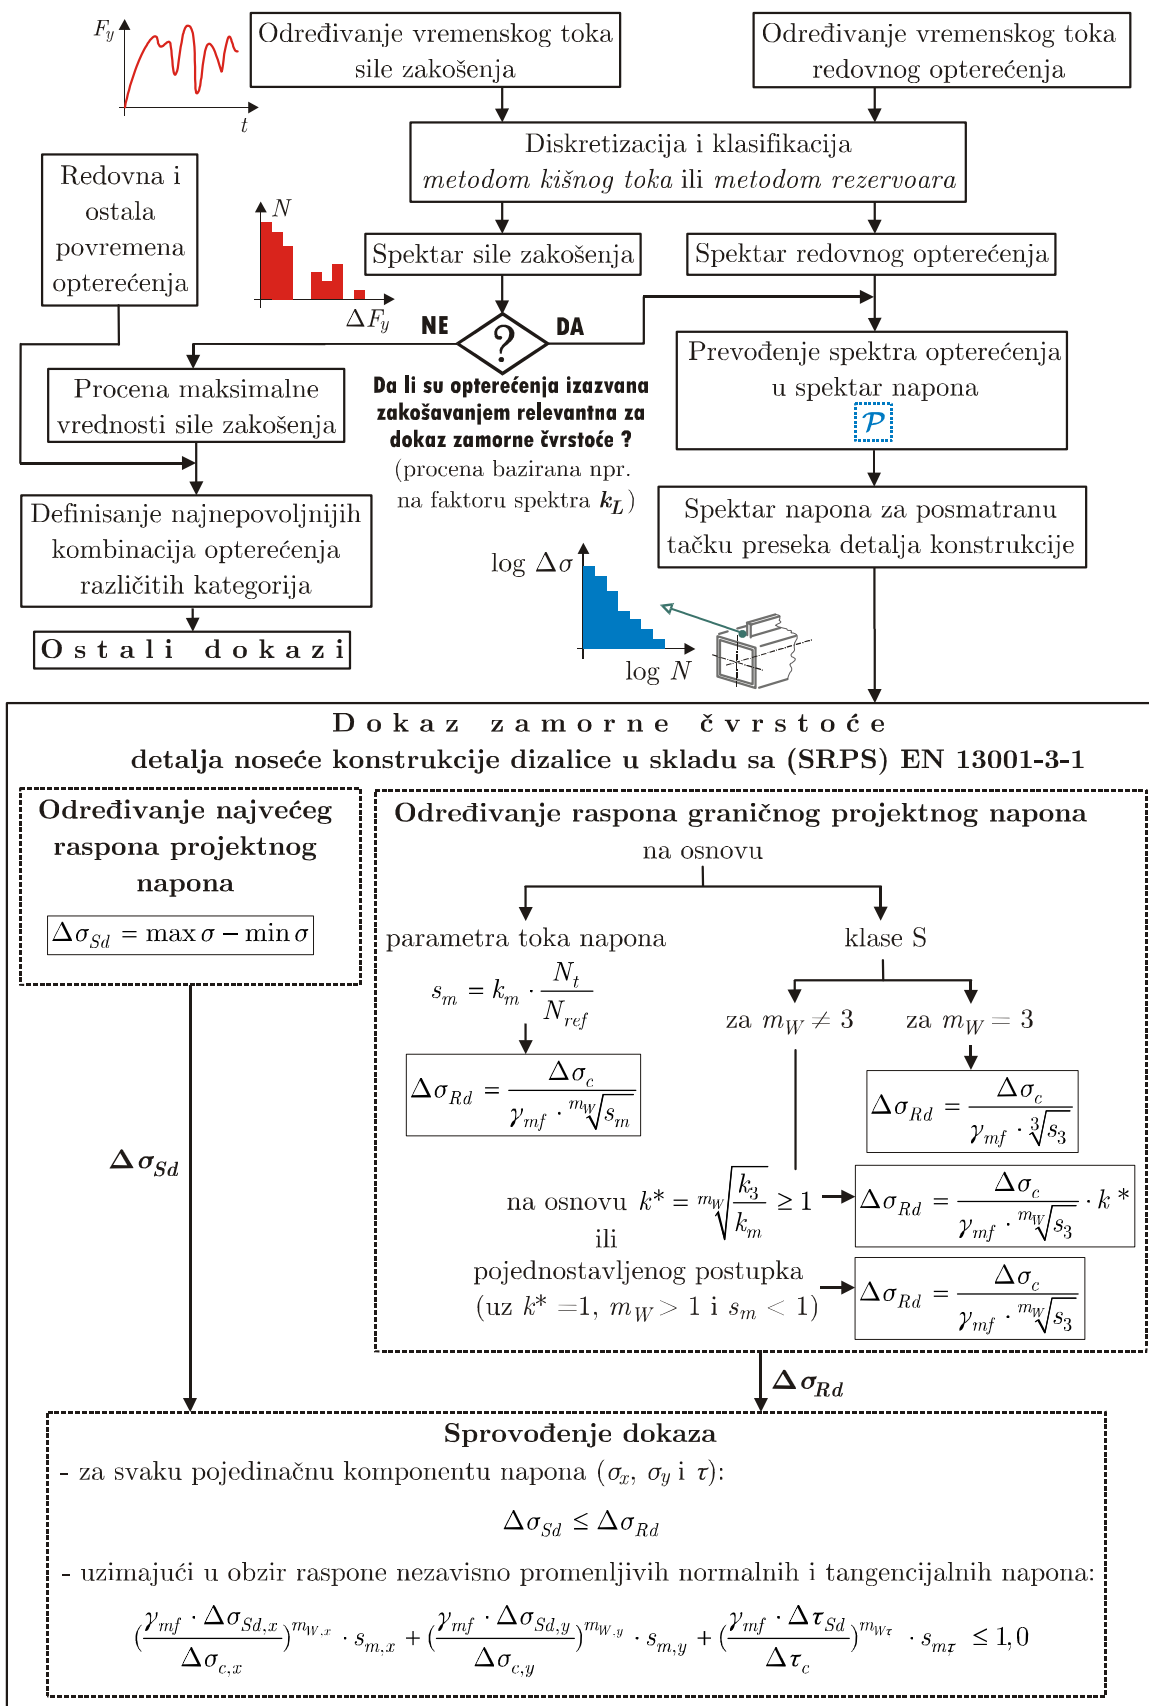 F_y
t
Određivanje vremenskog toka
sile zakošenja
Određivanje vremenskog toka
redovnog opterećenja
Diskretizacija i klasifikacija
metodom kišnog toka ili metodom rezervoara
Redovna i
ostala
povremena
opterećenja
N
ΔF_y
Spektar sile zakošenja
Spektar redovnog opterećenja
NE
?
DA
Da li su opterećenja izazvana
zakošavanjem relevantna za
dokaz zamorne čvrstoće ?
(procena bazirana npr.
na faktoru spektra k_L)
Prevođenje spektra opterećenja
u spektar napona
P
Procena maksimalne
vrednosti sile zakošenja
Definisanje najnepovoljnijih
kombinacija opterećenja
različitih kategorija
Ostali dokazi
Spektar napona za posmatranu
tačku preseka detalja konstrukcije
log Δσ
log N
Dokaz zamorne čvrstoće
detalja noseće konstrukcije dizalice u skladu sa (SRPS) EN 13001-3-1
Određivanje najvećeg
raspona projektnog
napona
Δσ_Sd = max σ − min σ
Određivanje raspona graničnog projektnog napona
na osnovu
parametra toka napona
klase S
s_m = k_m · N_t / N_ref
za m_W ≠ 3
za m_W = 3
Δσ_Rd = Δσ_c / (γ_mf · ^{m_W}√s_m)
Δσ_Rd = Δσ_c / (γ_mf · ³√s_3)
na osnovu k* = ^{m_W}√(k_3 / k_m) ≥ 1
Δσ_Rd = Δσ_c / (γ_mf · ^{m_W}√s_3) · k*
ili
pojednostavljenog postupka
(uz k* =1, m_W > 1 i s_m < 1)
Δσ_Rd = Δσ_c / (γ_mf · ^{m_W}√s_3)
Δσ_Sd
Δσ_Rd
Sprovođenje dokaza
- za svaku pojedinačnu komponentu napona (σ_x, σ_y i τ):
Δσ_Sd ≤ Δσ_Rd
- uzimajući u obzir raspone nezavisno promenljivih normalnih i tangencijalnih napona:
(γ_mf · Δσ_Sd,x / Δσ_c,x)^{m_W,x} · s_m,x + (γ_mf · Δσ_Sd,y / Δσ_c,y)^{m_W,y} · s_m,y + (γ_mf · Δτ_Sd / Δτ_c)^{m_Wτ} · s_mτ ≤ 1,0